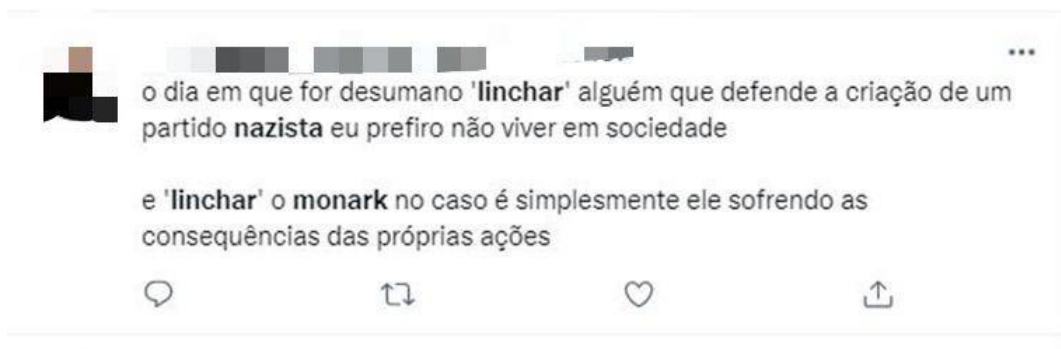 o dia em que for desumano 'linchar' alguém que defende a criação de um
partido nazista eu prefiro não viver em sociedade
e 'linchar' o monark no caso é simplesmente ele sofrendo as
consequências das próprias ações